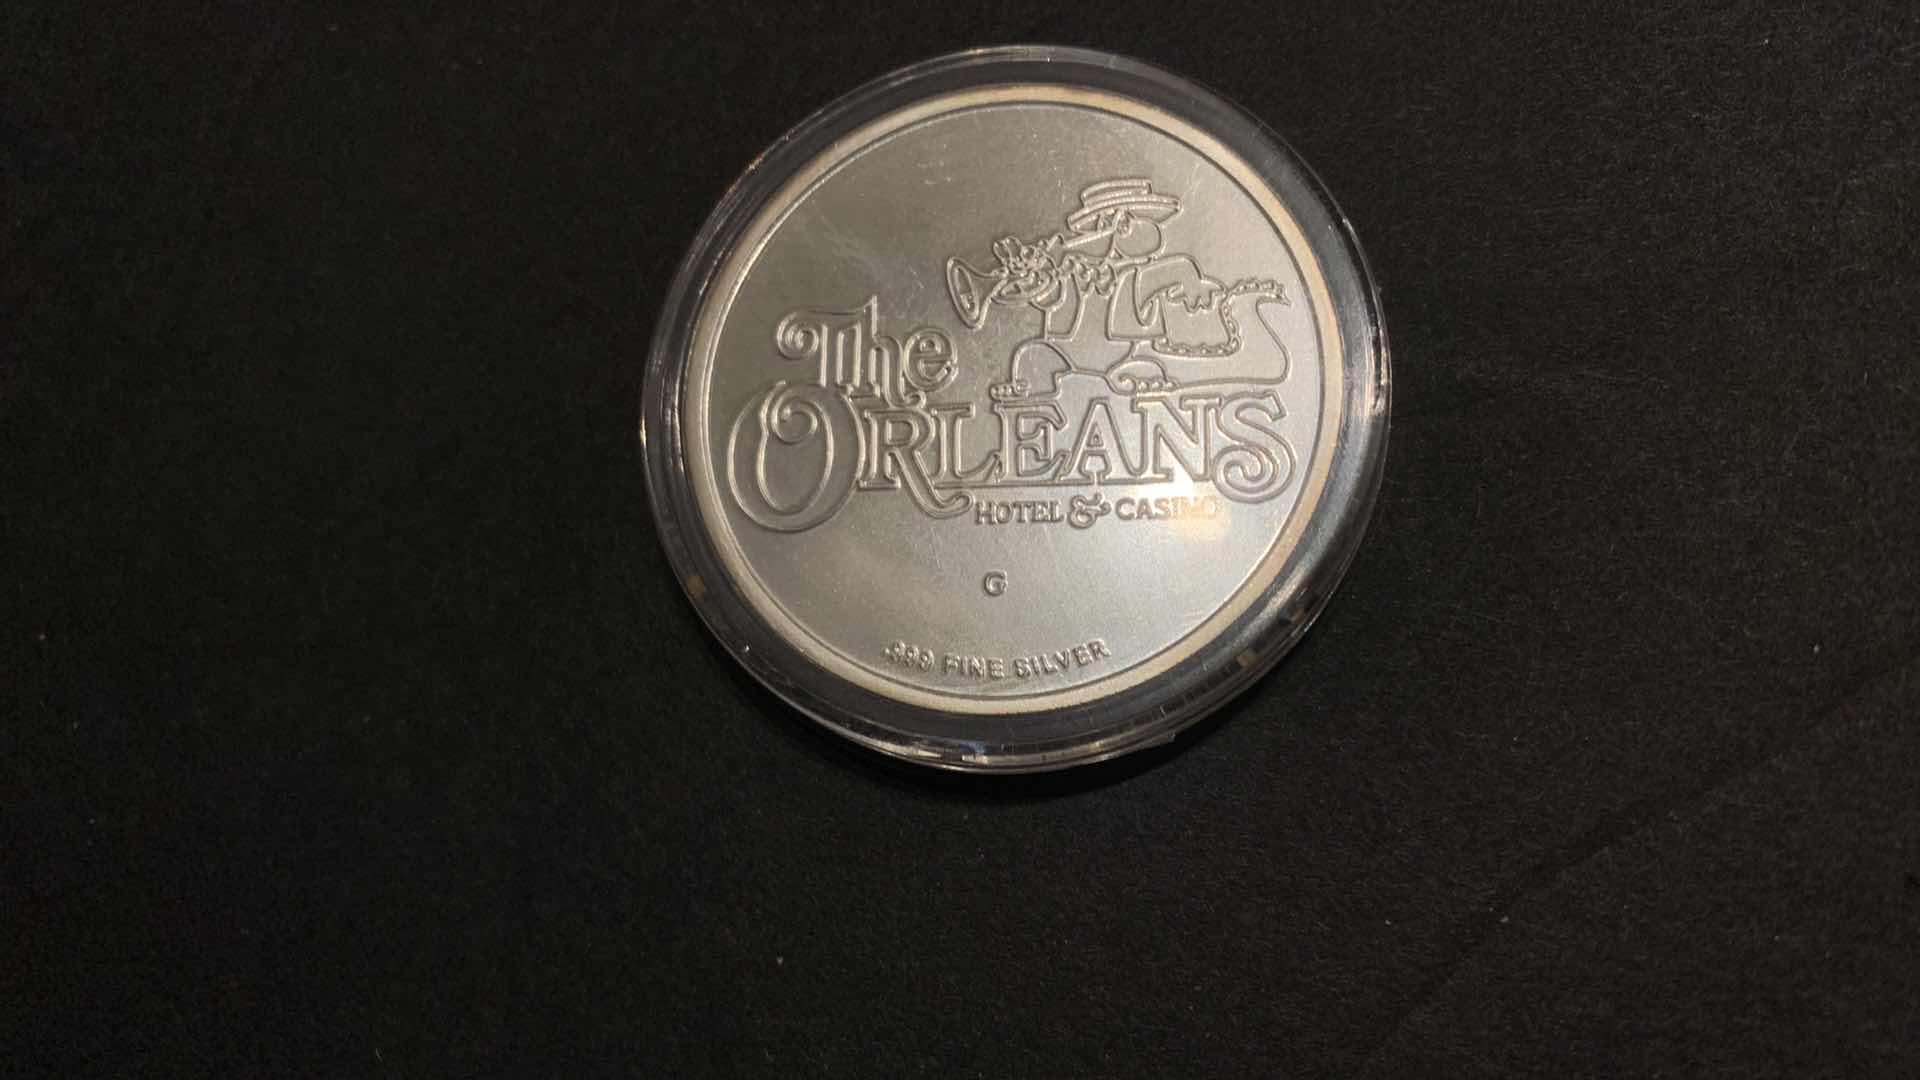 The
ORLEANS
HOTEL & CASINO
G
.999 FINE SILVER